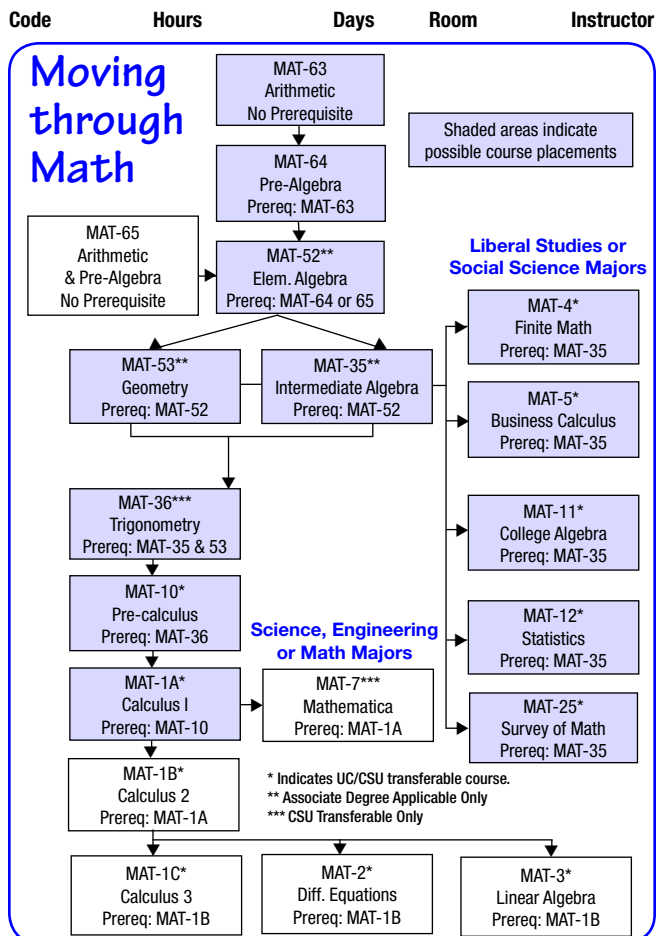 Code Hours Days Room Instructor
Moving
through
Math
MAT-63
Arithmetic
No Prerequisite
Shaded areas indicate
possible course placements
MAT-64
Pre-Algebra
Prereq: MAT-63
MAT-65
Arithmetic
& Pre-Algebra
No Prerequisite
MAT-52**
Elem. Algebra
Prereq: MAT-64 or 65
Liberal Studies or
Social Science Majors
MAT-4*
Finite Math
Prereq: MAT-35
MAT-53**
Geometry
Prereq: MAT-52
MAT-35**
Intermediate Algebra
Prereq: MAT-52
MAT-5*
Business Calculus
Prereq: MAT-35
MAT-36***
Trigonometry
Prereq: MAT-35 & 53
MAT-11*
College Algebra
Prereq: MAT-35
MAT-10*
Pre-calculus
Prereq: MAT-36
Science, Engineering
or Math Majors
MAT-12*
Statistics
Prereq: MAT-35
MAT-1A*
Calculus I
Prereq: MAT-10
MAT-7***
Mathematica
Prereq: MAT-1A
MAT-25*
Survey of Math
Prereq: MAT-35
MAT-1B*
Calculus 2
Prereq: MAT-1A
* Indicates UC/CSU transferable course.
** Associate Degree Applicable Only
*** CSU Transferable Only
MAT-1C*
Calculus 3
Prereq: MAT-1B
MAT-2*
Diff. Equations
Prereq: MAT-1B
MAT-3*
Linear Algebra
Prereq: MAT-1B